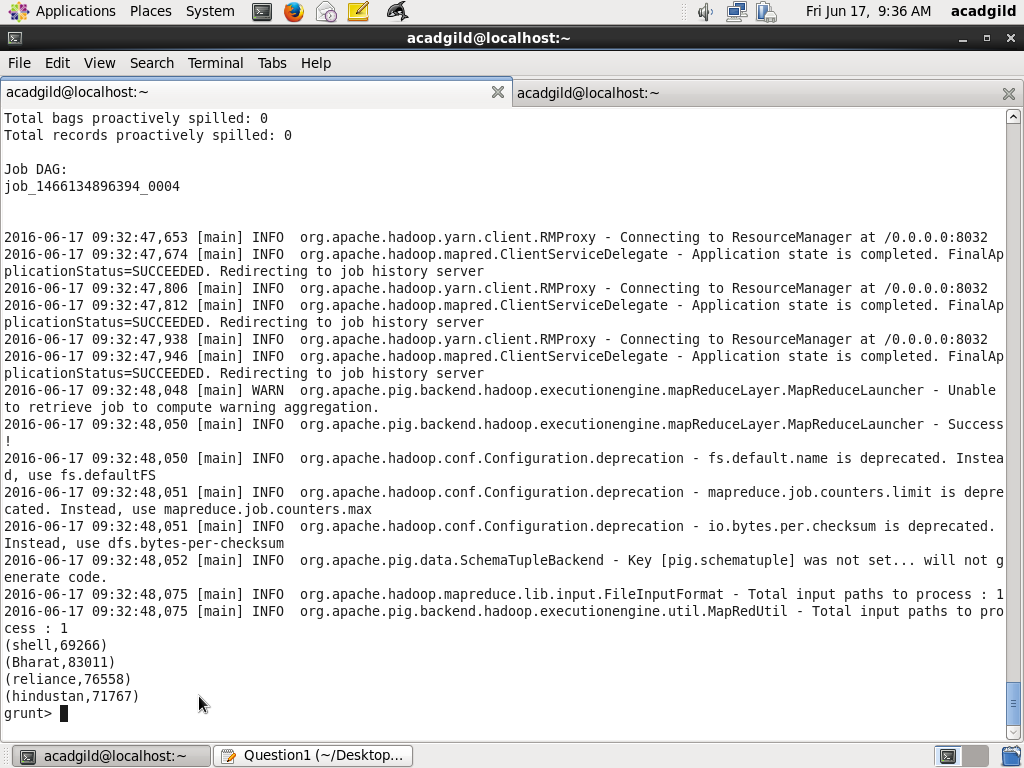 Applications Places System Fri Jun 17, 9:36 AM acadgild
acadgild@localhost:~
File Edit View Search Terminal Tabs Help
acadgild@localhost:~ acadgild@localhost:~
Total bags proactively spilled: 0
Total records proactively spilled: 0
Job DAG:
job_1466134896394_0004
2016-06-17 09:32:47,653 [main] INFO  org.apache.hadoop.yarn.client.RMProxy - Connecting to ResourceManager at /0.0.0.0:8032
2016-06-17 09:32:47,674 [main] INFO  org.apache.hadoop.mapred.ClientServiceDelegate - Application state is completed. FinalAp
plicationStatus=SUCCEEDED. Redirecting to job history server
2016-06-17 09:32:47,806 [main] INFO  org.apache.hadoop.yarn.client.RMProxy - Connecting to ResourceManager at /0.0.0.0:8032
2016-06-17 09:32:47,812 [main] INFO  org.apache.hadoop.mapred.ClientServiceDelegate - Application state is completed. FinalAp
plicationStatus=SUCCEEDED. Redirecting to job history server
2016-06-17 09:32:47,938 [main] INFO  org.apache.hadoop.yarn.client.RMProxy - Connecting to ResourceManager at /0.0.0.0:8032
2016-06-17 09:32:47,946 [main] INFO  org.apache.hadoop.mapred.ClientServiceDelegate - Application state is completed. FinalAp
plicationStatus=SUCCEEDED. Redirecting to job history server
2016-06-17 09:32:48,048 [main] WARN  org.apache.pig.backend.hadoop.executionengine.mapReduceLayer.MapReduceLauncher - Unable
to retrieve job to compute warning aggregation.
2016-06-17 09:32:48,050 [main] INFO  org.apache.pig.backend.hadoop.executionengine.mapReduceLayer.MapReduceLauncher - Success
!
2016-06-17 09:32:48,050 [main] INFO  org.apache.hadoop.conf.Configuration.deprecation - fs.default.name is deprecated. Instea
d, use fs.defaultFS
2016-06-17 09:32:48,051 [main] INFO  org.apache.hadoop.conf.Configuration.deprecation - mapreduce.job.counters.limit is depre
cated. Instead, use mapreduce.job.counters.max
2016-06-17 09:32:48,051 [main] INFO  org.apache.hadoop.conf.Configuration.deprecation - io.bytes.per.checksum is deprecated.
Instead, use dfs.bytes-per-checksum
2016-06-17 09:32:48,052 [main] INFO  org.apache.pig.data.SchemaTupleBackend - Key [pig.schematuple] was not set... will not g
enerate code.
2016-06-17 09:32:48,075 [main] INFO  org.apache.hadoop.mapreduce.lib.input.FileInputFormat - Total input paths to process : 1
2016-06-17 09:32:48,075 [main] INFO  org.apache.pig.backend.hadoop.executionengine.util.MapRedUtil - Total input paths to pro
cess : 1
(shell,69266)
(Bharat,83011)
(reliance,76558)
(hindustan,71767)
grunt>
acadgild@localhost:~ Question1 (~/Desktop...